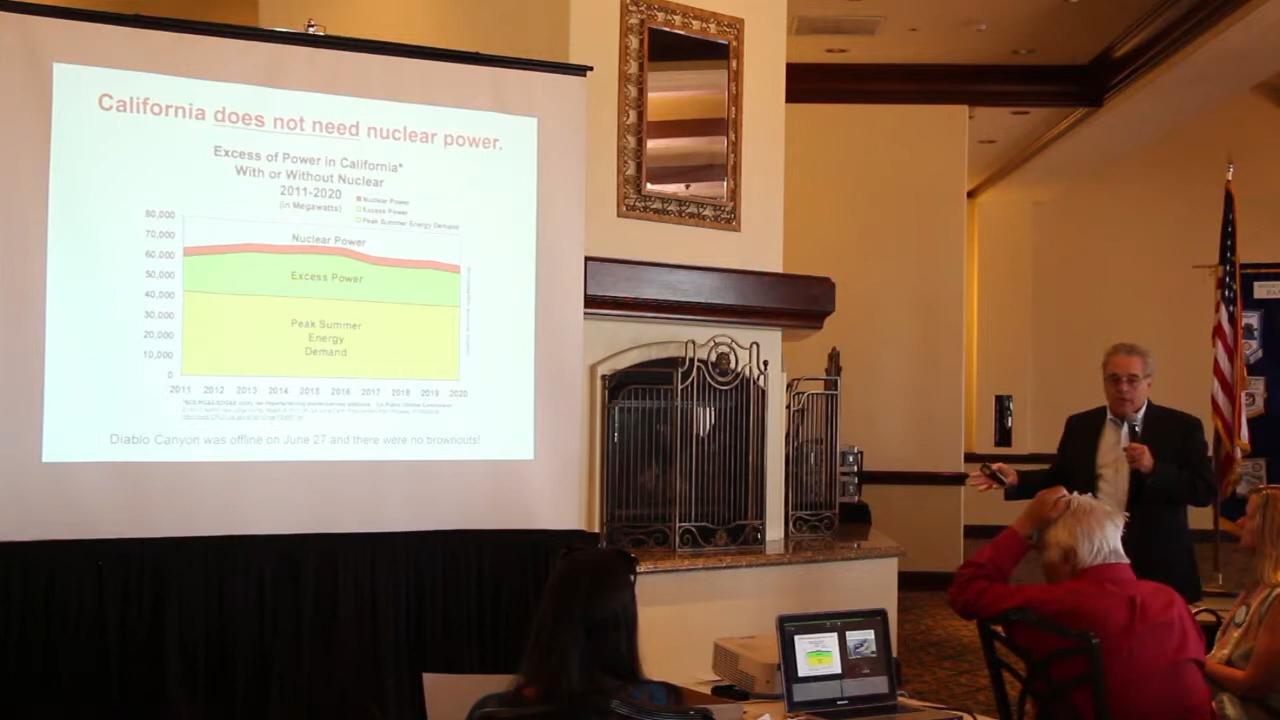 California does not need nuclear power.
Excess of Power in California*
With or Without Nuclear
2011-2020
(in Megawatts)
Nuclear Power
Excess Power
Peak Summer Energy Demand
80,000
70,000
60,000
50,000
40,000
30,000
20,000
10,000
0
Nuclear Power
Excess Power
Peak Summer
Energy
Demand
2011 2012 2013 2014 2015 2016 2017 2018 2019 2020
Diablo Canyon was offline on June 27 and there were no brownouts!